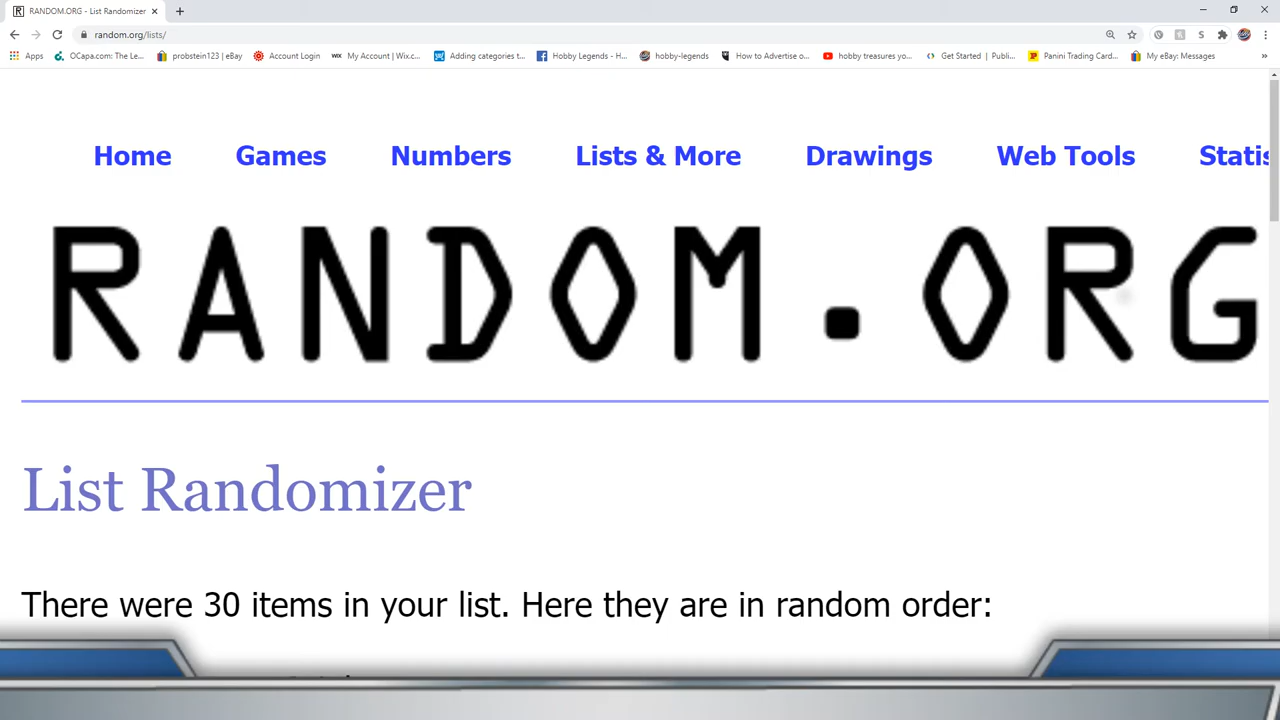 RANDOM.ORG - List Randomizer
random.org/lists/
Apps
OCapa.com: The Le...
probstein123 | eBay
Account Login
WIX My Account | Wix.c...
Adding categories t...
Hobby Legends - H...
hobby-legends
How to Advertise o...
hobby treasures yo...
Get Started | Publi...
Panini Trading Card...
My eBay: Messages
Home Games Numbers Lists & More Drawings Web Tools Statis
RANDOM.ORG
List Randomizer
There were 30 items in your list. Here they are in random order: